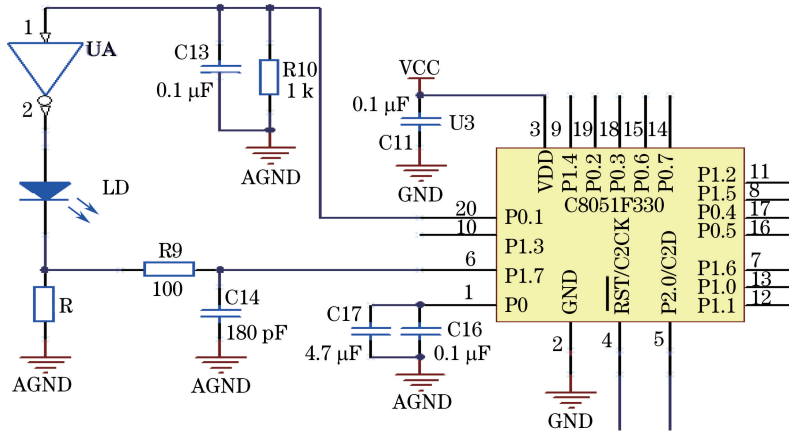 1
UA
2
LD
R
AGND
C13
0.1 μF
R10
1 k
AGND
R9
100
C14
180 pF
AGND
VCC
0.1 μF
U3
C11
GND
3
9
19
2
18
15
14
VDD
P1.4
P0.2
P0.3
P0.6
P0.7
C8051F330
20
P0.1
10
P1.3
6
P1.7
1
P0
C17
4.7 μF
C16
0.1 μF
AGND
GND
RST/C2CK
P2.0/C2D
2
4
5
GND
P1.2
11
P1.5
8
P0.4
17
P0.5
16
P1.6
7
P1.0
13
P1.1
12